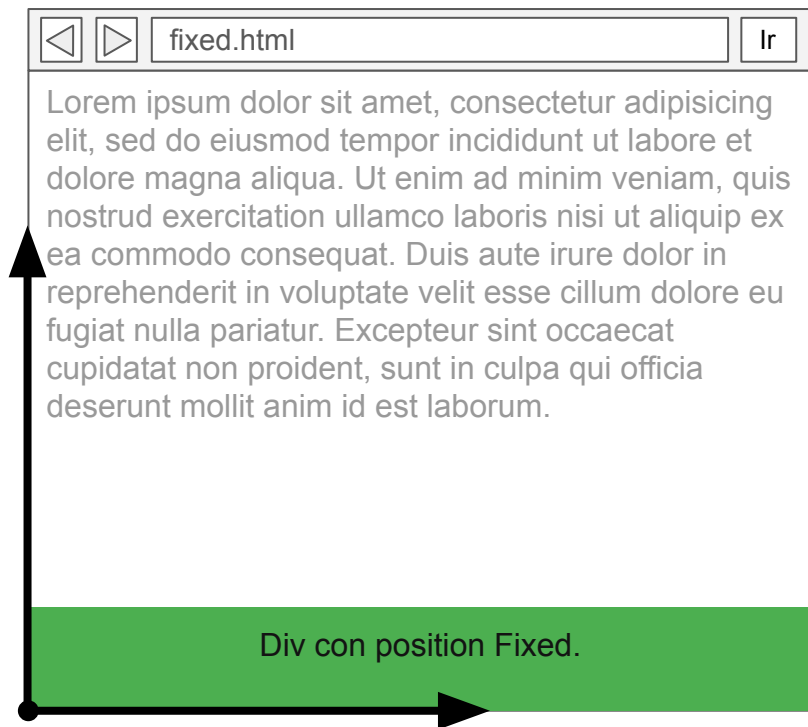 fixed.html
Ir
Lorem ipsum dolor sit amet, consectetur adipisicing
elit, sed do eiusmod tempor incididunt ut labore et
dolore magna aliqua. Ut enim ad minim veniam, quis
nostrud exercitation ullamco laboris nisi ut aliquip ex
ea commodo consequat. Duis aute irure dolor in
reprehenderit in voluptate velit esse cillum dolore eu
fugiat nulla pariatur. Excepteur sint occaecat
cupidatat non proident, sunt in culpa qui officia
deserunt mollit anim id est laborum.
Div con position Fixed.